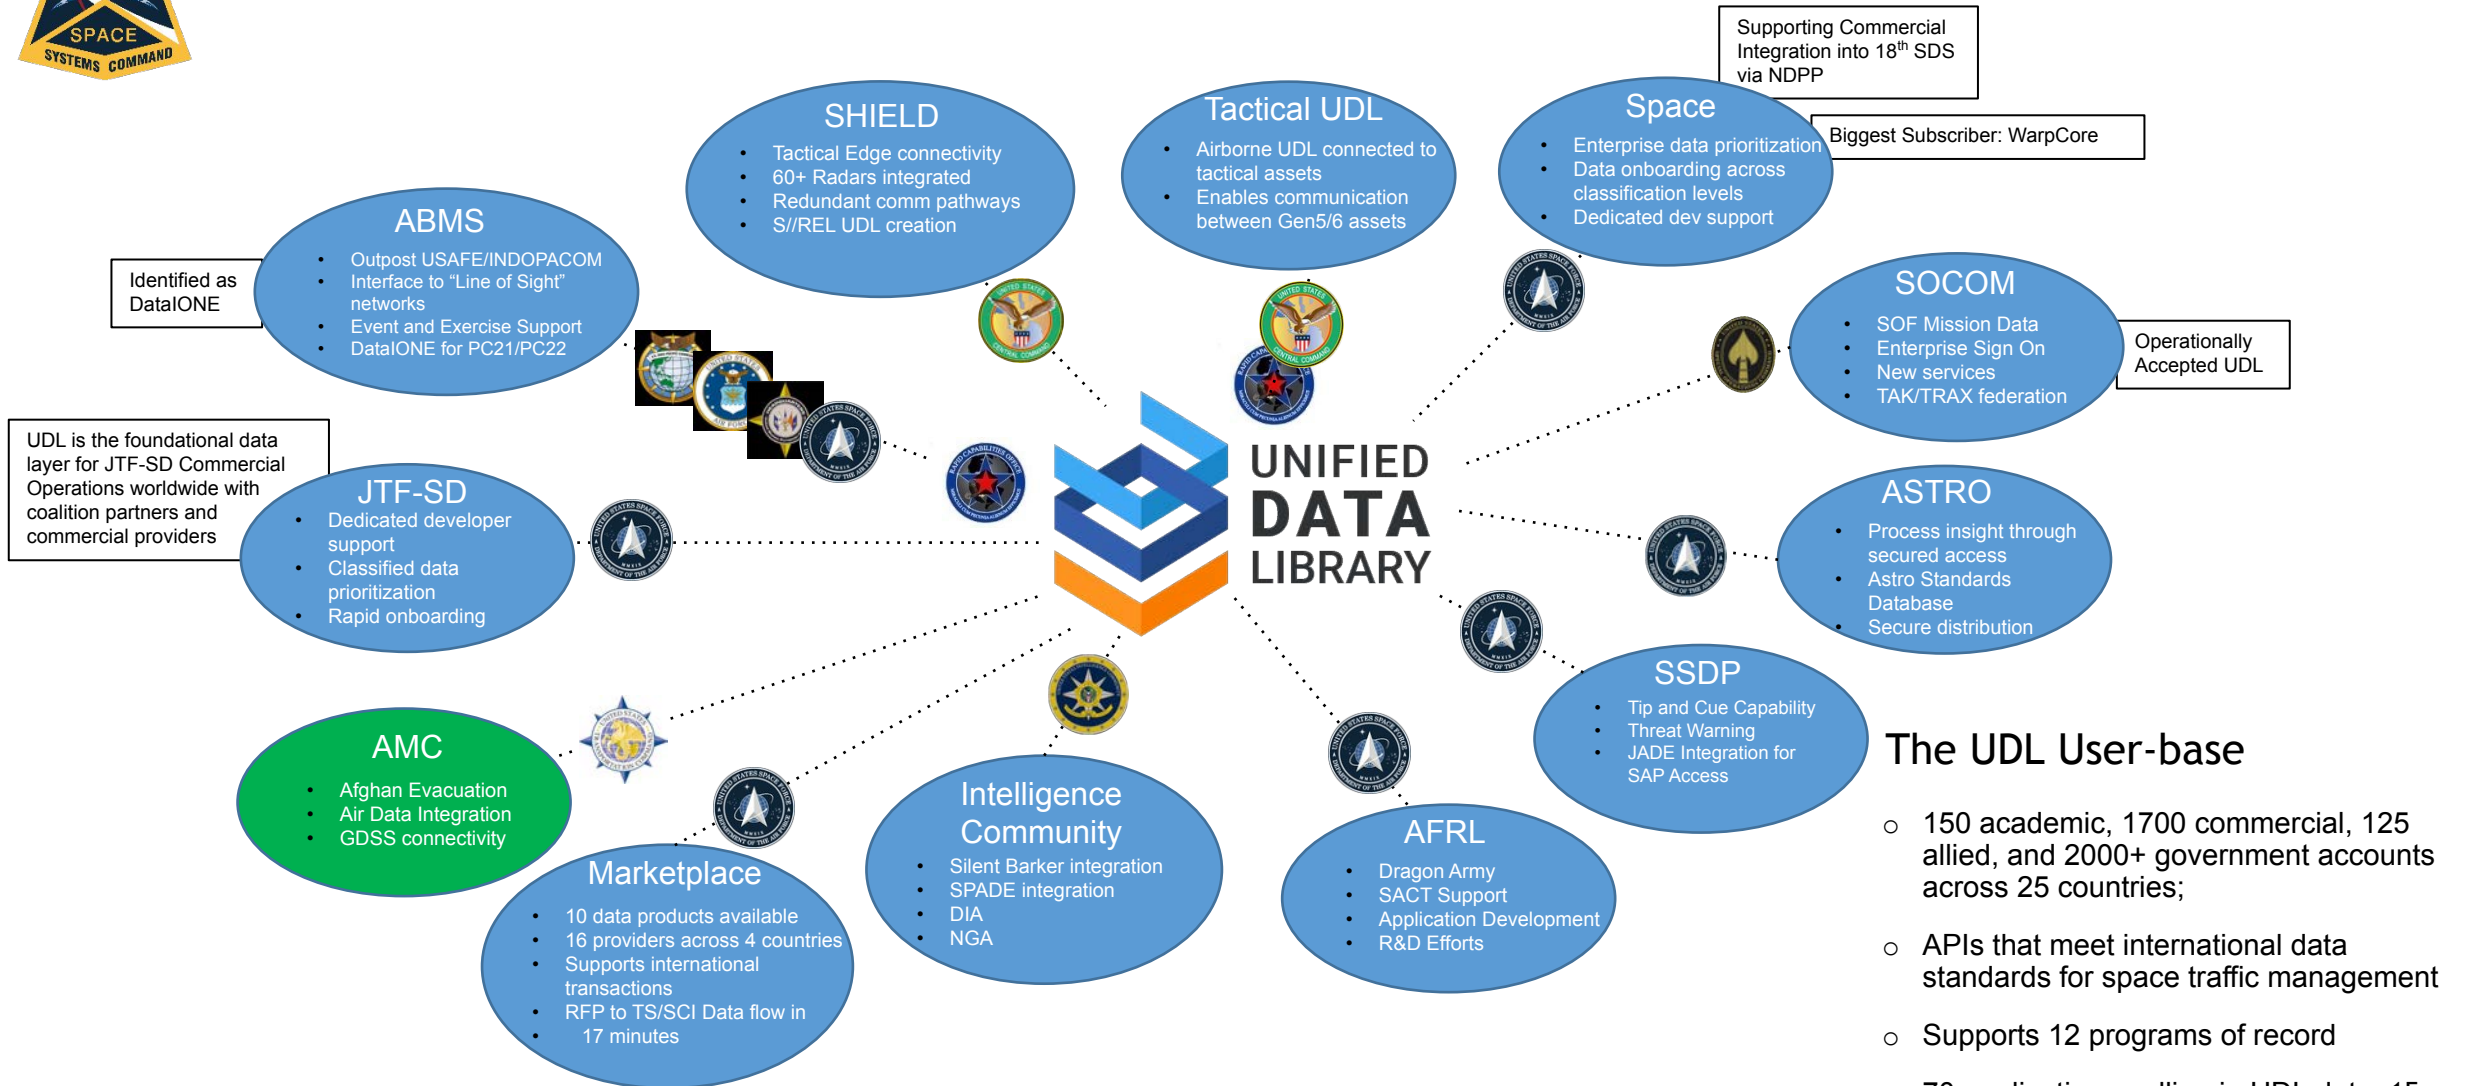 SPACE
SYSTEMS COMMAND
Supporting Commercial
Integration into 18th SDS
via NDPP
Biggest Subscriber: WarpCore
SHIELD
• Tactical Edge connectivity
• 60+ Radars integrated
• Redundant comm pathways
• S//REL UDL creation
Tactical UDL
• Airborne UDL connected to
tactical assets
• Enables communication
between Gen5/6 assets
Space
• Enterprise data prioritization
• Data onboarding across
classification levels
• Dedicated dev support
ABMS
• Outpost USAFE/INDOPACOM
• Interface to “Line of Sight”
networks
• Event and Exercise Support
• DataIONE for PC21/PC22
Identified as
DataIONE
SOCOM
• SOF Mission Data
• Enterprise Sign On
• New services
• TAK/TRAX federation
Operationally
Accepted UDL
UDL is the foundational data
layer for JTF-SD Commercial
Operations worldwide with
coalition partners and
commercial providers
JTF-SD
• Dedicated developer
support
• Classified data
prioritization
• Rapid onboarding
UNIFIED
DATA
LIBRARY
ASTRO
• Process insight through
secured access
• Astro Standards
Database
• Secure distribution
SSDP
• Tip and Cue Capability
• Threat Warning
• JADE Integration for
SAP Access
AMC
• Afghan Evacuation
• Air Data Integration
• GDSS connectivity
Marketplace
• 10 data products available
• 16 providers across 4 countries
• Supports international
transactions
• RFP to TS/SCI Data flow in
• 17 minutes
Intelligence
Community
• Silent Barker integration
• SPADE integration
• DIA
• NGA
AFRL
• Dragon Army
• SACT Support
• Application Development
• R&D Efforts
The UDL User-base
○ 150 academic, 1700 commercial, 125
allied, and 2000+ government accounts
across 25 countries;
○ APIs that meet international data
standards for space traffic management
○ Supports 12 programs of record